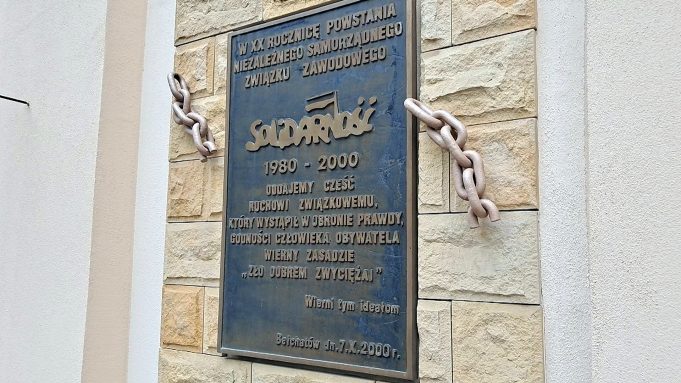 W XX ROCZNICĘ POWSTANIA
NIEZALEŻNEGO SAMORZĄDNEGO
ZWIĄZKU ZAWODOWEGO
SOLIDARNOŚĆ
1980 - 2000
ODDAJEMY CZEŚĆ
RUCHOWI ZWIĄZKOWEMU,
KTÓRY WYSTĄPIŁ W OBRONIE PRAWDY,
GODNOŚCI CZŁOWIEKA, OBYWATELA
WIERNY ZASADZIE
„ZŁO DOBREM ZWYCIĘŻAJ”
Wierni tym ideałom
Bełchatów dn.7.X.2000 r.